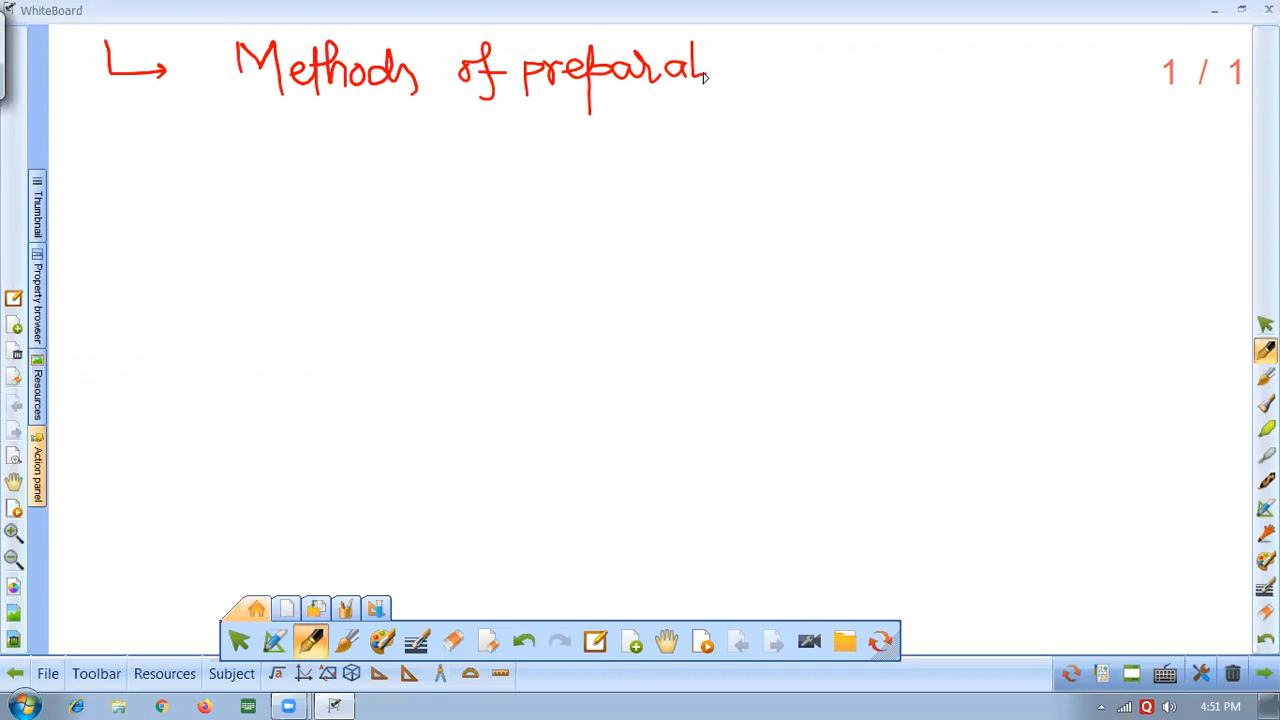 WhiteBoard
Methods of preparat
1 / 1
Thumbnail
Property browser
Resources
Action panel
File Toolbar Resources Subject
4:51 PM